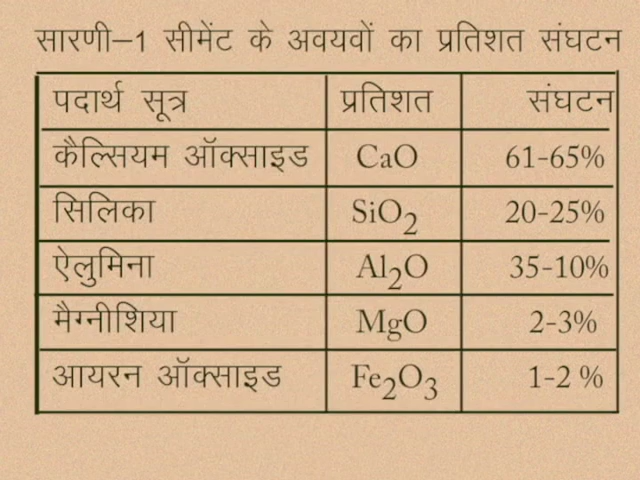 सारणी–1 सीमेंट के अवयवों का प्रतिशत संघटन
पदार्थ सूत्र प्रतिशत संघटन
कैल्सियम ऑक्साइड CaO 61-65%
सिलिका SiO2 20-25%
ऐलुमिना Al2O 35-10%
मैग्नीशिया MgO 2-3%
आयरन ऑक्साइड Fe2O3 1-2 %